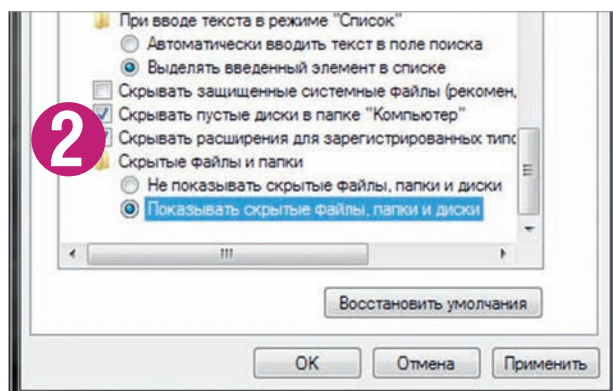 При вводе текста в режиме "Список"
Автоматически вводить текст в поле поиска
Выделять введенный элемент в списке
Скрывать защищенные системные файлы (рекомен,
Скрывать пустые диски в папке "Компьютер"
2
Скрывать расширения для зарегистрированных типс
Скрытые файлы и папки
Не показывать скрытые файлы, папки и диски
Показывать скрытые файлы, папки и диски
Восстановить умолчания
OK Отмена Применить